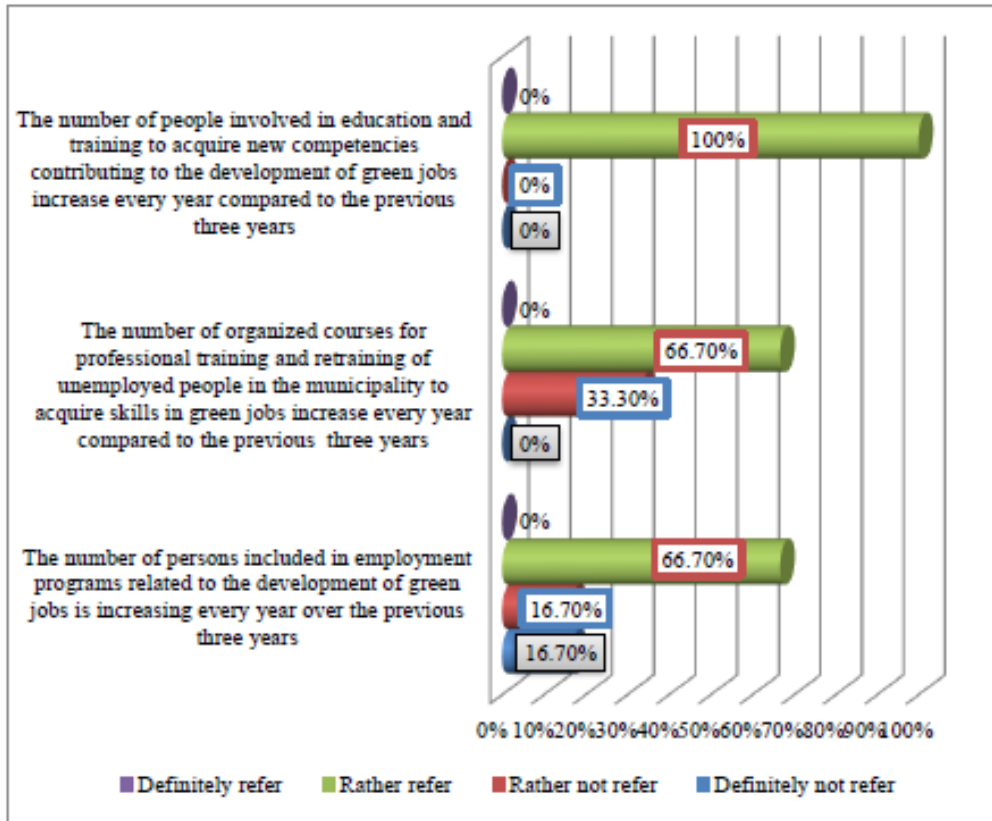 0%
The number of people involved in education and
training to acquire new competencies
contributing to the development of green jobs
increase every year compared to the previous
three years
100%
0%
0%
0%
The number of organized courses for
professional training and retraining of
unemployed people in the municipality to
acquire skills in green jobs increase every year
compared to the previous three years
66.70%
33.30%
0%
0%
The number of persons included in employment
programs related to the development of green
jobs is increasing every year over the previous
three years
66.70%
16.70%
16.70%
0% 10% 20% 30% 40% 50% 60% 70% 80% 90% 100%
Definitely refer Rather refer Rather not refer Definitely not refer